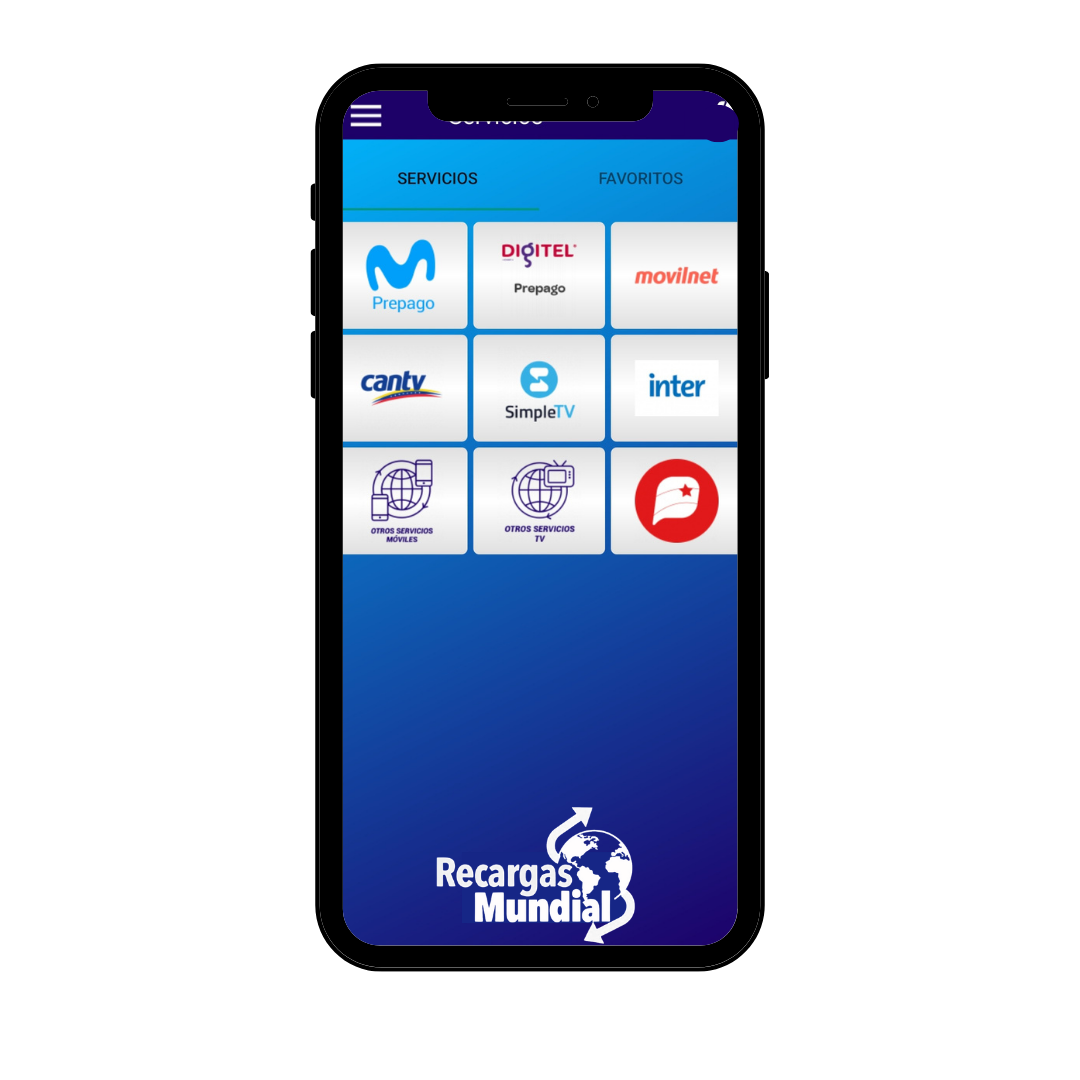 SERVICIOS FAVORITOS
Prepago
DIGITEL
Prepago
movilnet
cantv
SimpleTV
inter
OTROS SERVICIOS
MÓVILES
OTROS SERVICIOS
TV
Recargas
Mundial